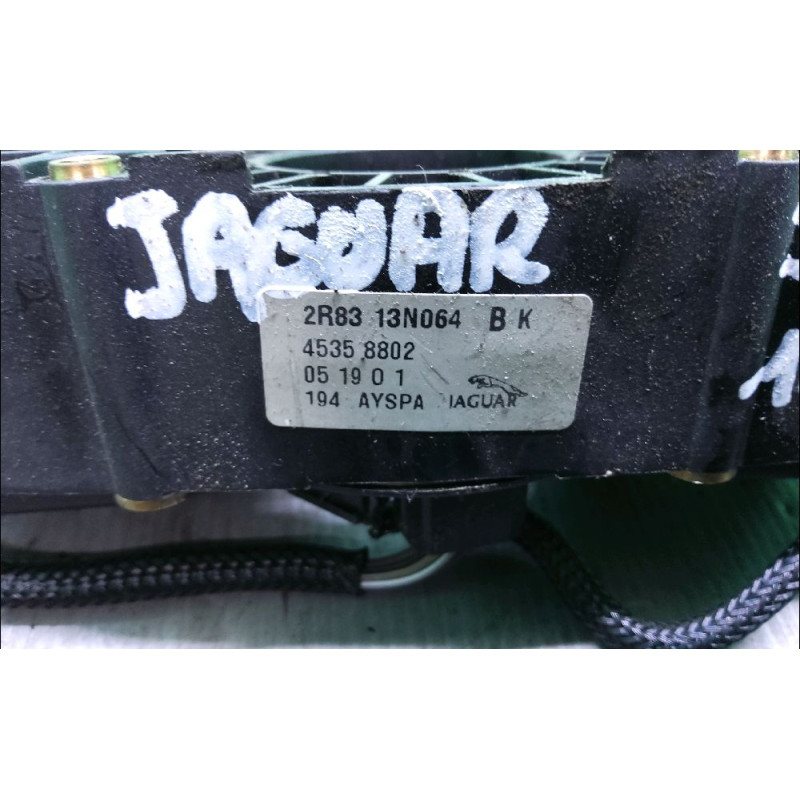 JAGUAR
2R83 13N064 B K
4535 8802
05 19 0 1
194 AYSPA JAGUAR